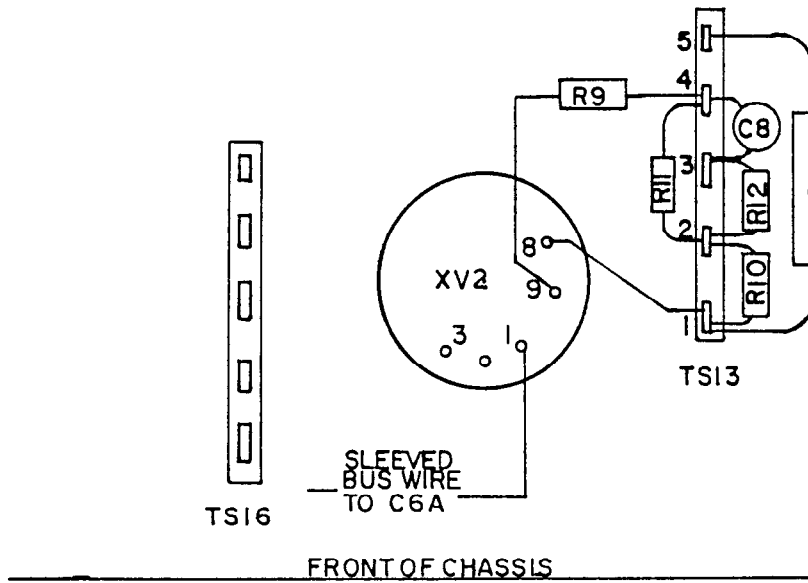 5
4
R9
C8
3
R11
R12
2
8
XV2
9
R10
3 1
1
TS13
SLEEVED
BUS WIRE
TO C6A
TS16
FRONT OF CHASSIS